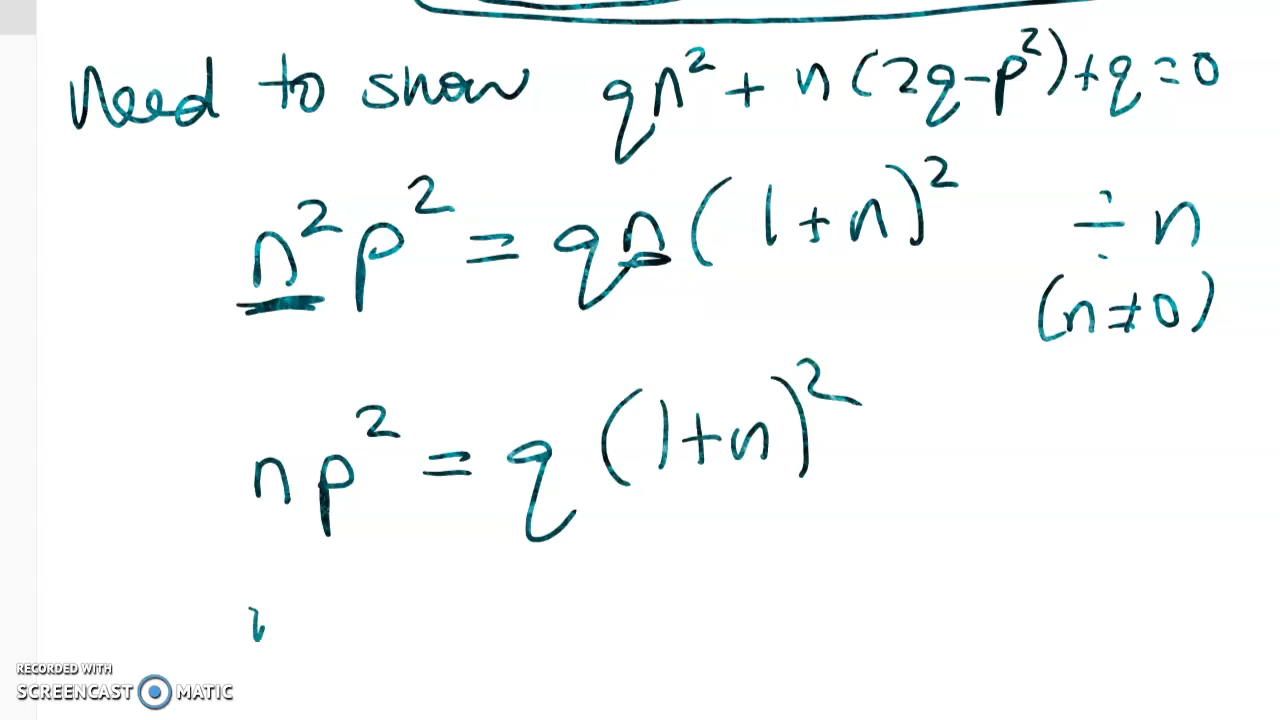 Need to show qn² + n(2q-p²)+q=0
n²p² = qn(1+n)² ÷ n
(n≠0)
np² = q(1+n)²
RECORDED WITH
SCREENCAST MATIC